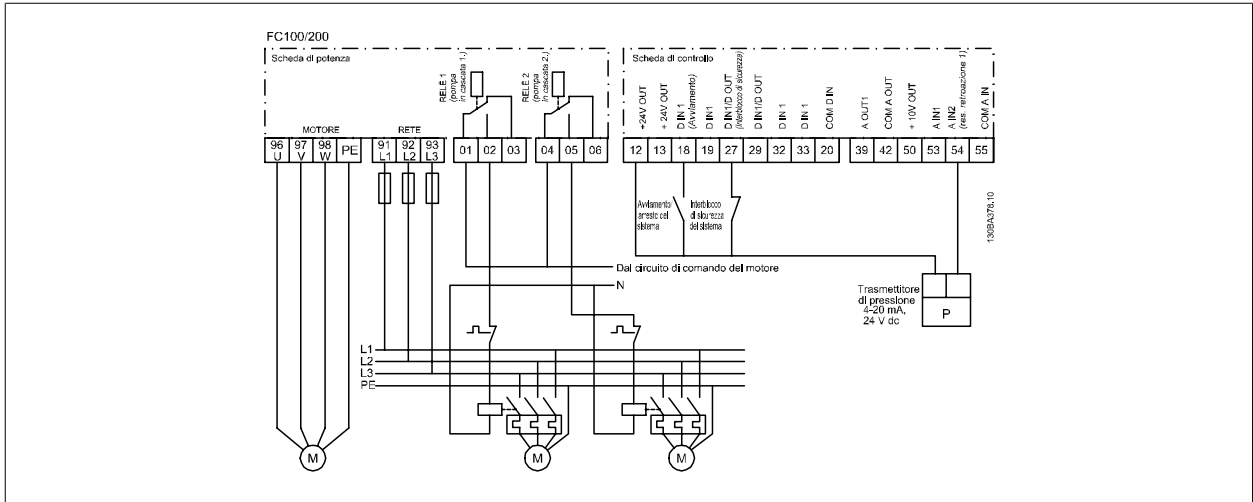 FC100/200
Scheda di potenza
RELÈ 1
(pompa
in cascata 1.)
RELÈ 2
(pompa
in cascata 2.)
MOTORE
RETE
96 97 98 PE 91 92 93 01 02 03 04 05 06
U V W L1 L2 L3
Scheda di controllo
+24V OUT
+ 24V OUT
D IN 1
(Avviamento)
D IN1
D IN1/D OUT
(Interblocco di sicurezza)
D IN1/D OUT
D IN 1
D IN 1
COM D IN
A OUT1
COM A OUT
+ 10V OUT
A IN1
A IN2
(res. retroazione 1)
COM A IN
12 13 18 19 27 29 32 33 20 39 42 50 53 54 55
130BA378.10
Avviamento/
arresto cel
sistema
Interblocco
di sicurezza
del sistema
Dal circuito di comando del motore
N
Trasmettitore
di pressione
4-20 mA,
24 V dc
P
L1
L2
L3
PE
M
M
M